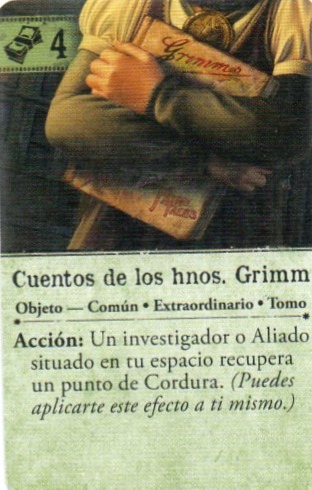 4
Grimms
Cuentos de los hnos. Grimm
Objeto — Común • Extraordinario • Tomo
Acción: Un investigador o Aliado
situado en tu espacio recupera
un punto de Cordura. (Puedes
aplicarte este efecto a ti mismo.)